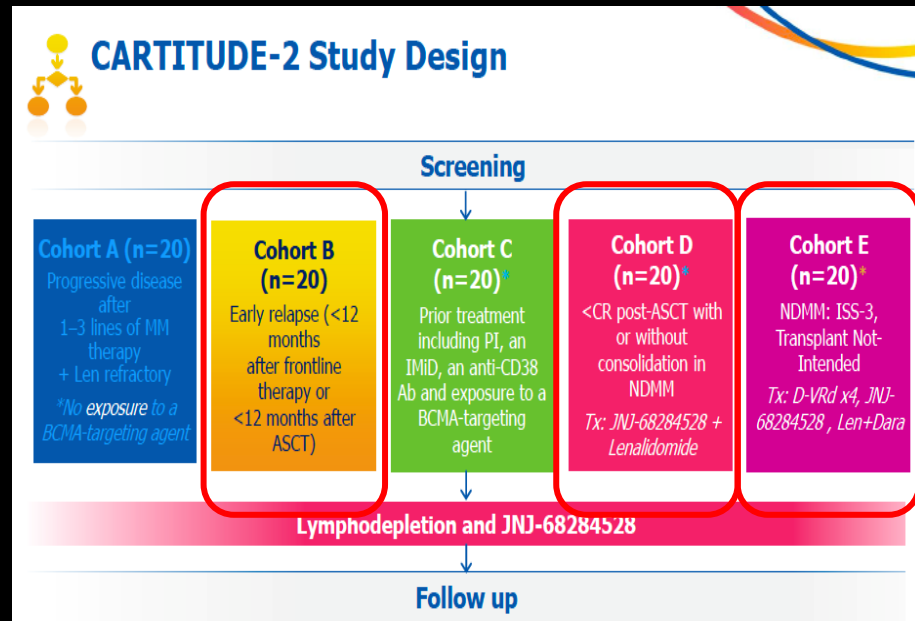 CARTITUDE-2 Study Design
Screening
Cohort A (n=20)
Progressive disease
after
1–3 lines of MM
therapy
+ Len refractory
*No exposure to a
BCMA-targeting agent
Cohort B
(n=20)
Early relapse (<12
months
after frontline
therapy or
<12 months after
ASCT)
Cohort C
(n=20)*
Prior treatment
including PI, an
IMiD, an anti-CD38
Ab and exposure to a
BCMA-targeting
agent
Cohort D
(n=20)*
<CR post-ASCT with
or without
consolidation in
NDMM
Tx: JNJ-68284528 +
Lenalidomide
Cohort E
(n=20)*
NDMM: ISS-3,
Transplant Not-
Intended
Tx: D-VRd x4, JNJ-
68284528 , Len+Dara
Lymphodepletion and JNJ-68284528
Follow up